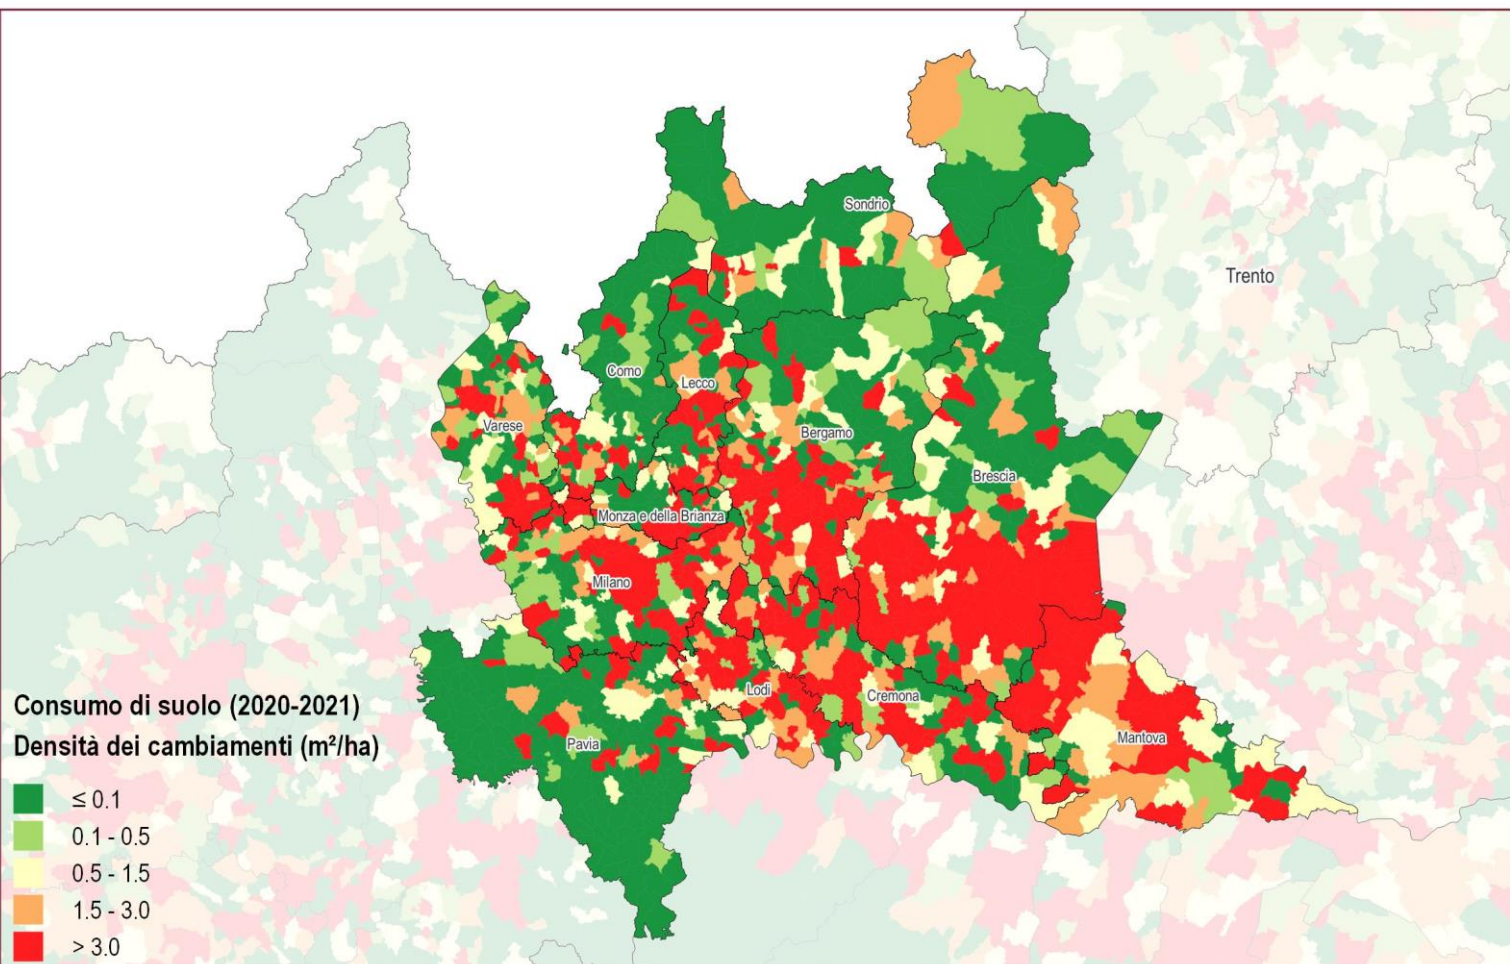 Sondrio
Trento
Como
Lecco
Varese
Bergamo
Brescia
Monza e della Brianza
Milano
Lodi
Cremona
Pavia
Mantova
Consumo di suolo (2020-2021)
Densità dei cambiamenti (m²/ha)
≤ 0.1
0.1 - 0.5
0.5 - 1.5
1.5 - 3.0
> 3.0